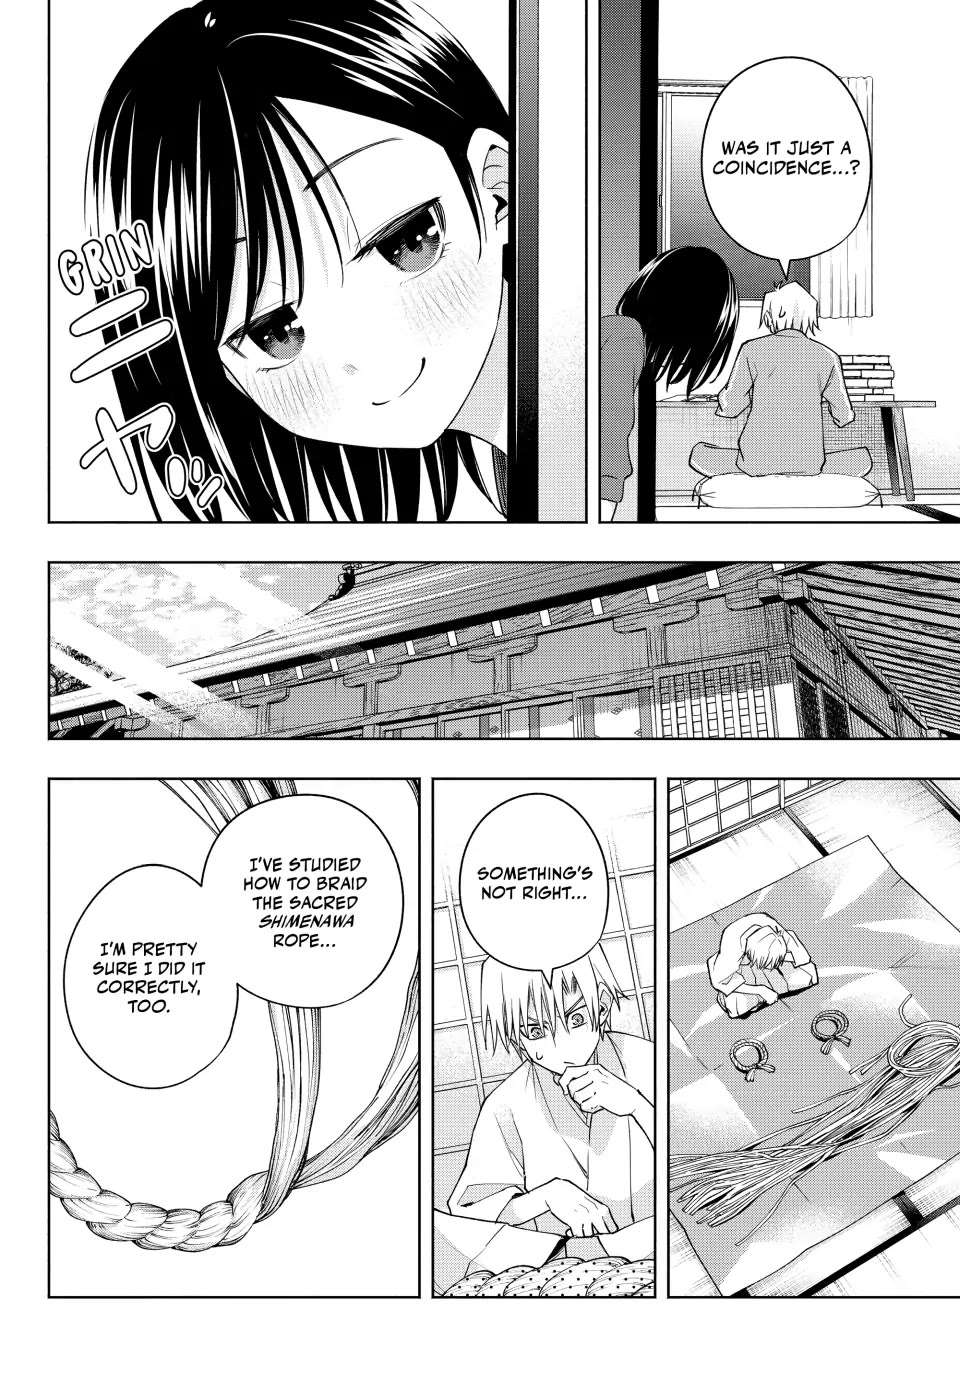 WAS IT JUST A
COINCIDENCE...?
GRIN
ニヤッ
SOMETHING'S
NOT RIGHT...
I'VE STUDIED
HOW TO BRAID
THE SACRED
SHIMENAWA
ROPE...
I'M PRETTY
SURE I DID IT
CORRECTLY,
TOO.